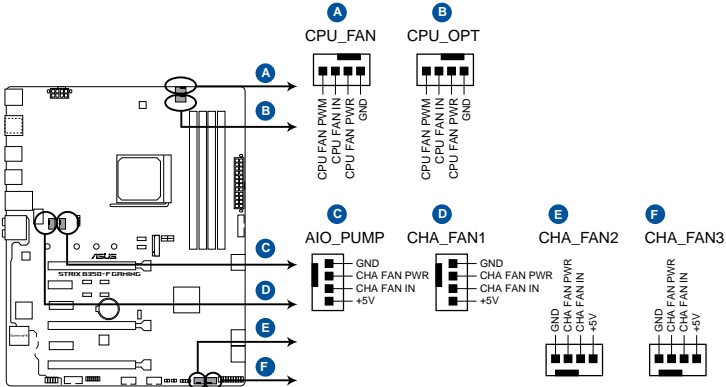 A
CPU_FAN
CPU FAN PWM
CPU FAN IN
CPU FAN PWR
GND
B
CPU_OPT
CPU FAN PWM
CPU FAN IN
CPU FAN PWR
GND
A
B
C
D
E
F
ASUS
STRIX B350-F GAMING
C
AIO_PUMP
GND
CHA FAN PWR
CHA FAN IN
+5V
D
CHA_FAN1
GND
CHA FAN PWR
CHA FAN IN
+5V
E
CHA_FAN2
GND
CHA FAN PWR
CHA FAN IN
+5V
F
CHA_FAN3
GND
CHA FAN PWR
CHA FAN IN
+5V